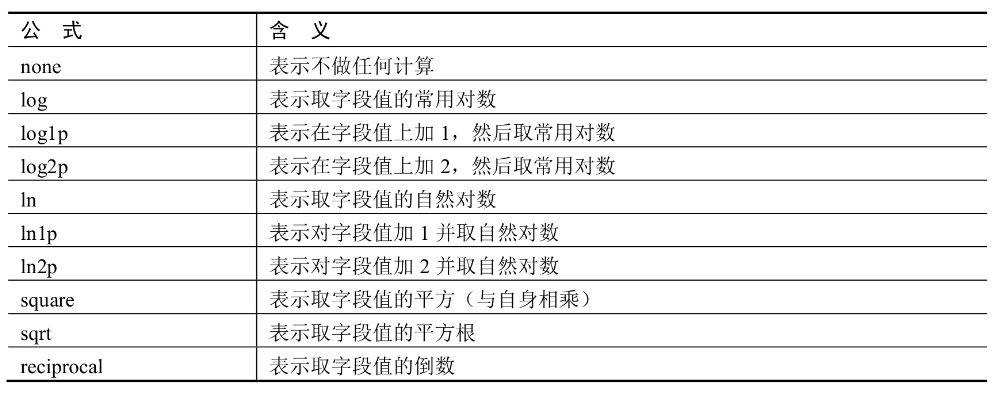 公 式 含 义
none 表示不做任何计算
log 表示取字段值的常用对数
log1p 表示在字段值上加 1，然后取常用对数
log2p 表示在字段值上加 2，然后取常用对数
ln 表示取字段值的自然对数
ln1p 表示对字段值加 1 并取自然对数
ln2p 表示对字段值加 2 并取自然对数
square 表示取字段值的平方（与自身相乘）
sqrt 表示取字段值的平方根
reciprocal 表示取字段值的倒数